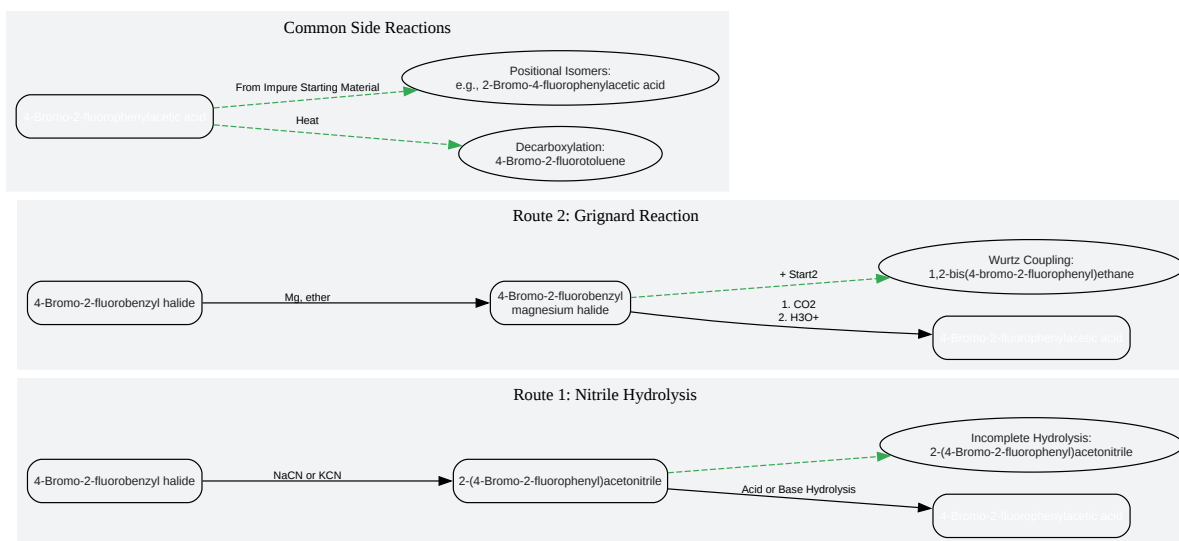 Common Side Reactions
Positional Isomers:
e.g., 2-Bromo-4-fluorophenylacetic acid
From Impure Starting Material
4-Bromo-2-fluorophenylacetic acid
Heat
Decarboxylation:
4-Bromo-2-fluorotoluene
Route 2: Grignard Reaction
Wurtz Coupling:
1,2-bis(4-bromo-2-fluorophenyl)ethane
+ Start2
4-Bromo-2-fluorobenzyl halide
Mg, ether
4-Bromo-2-fluorobenzyl
magnesium halide
1. CO2
2. H3O+
4-Bromo-2-fluorophenylacetic acid
Route 1: Nitrile Hydrolysis
Incomplete Hydrolysis:
2-(4-Bromo-2-fluorophenyl)acetonitrile
4-Bromo-2-fluorobenzyl halide
NaCN or KCN
2-(4-Bromo-2-fluorophenyl)acetonitrile
Acid or Base Hydrolysis
4-Bromo-2-fluorophenylacetic acid